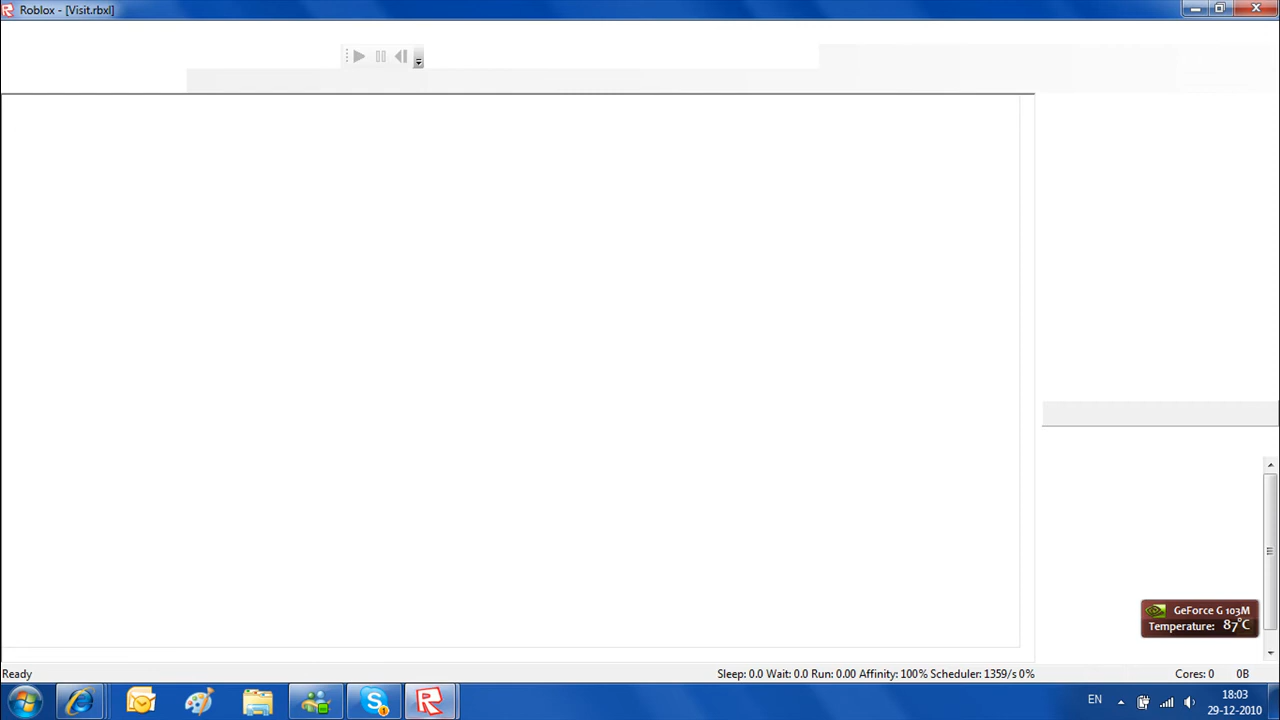 Roblox - [Visit.rbxl]
GeForce G 103M
Temperature: 87°C
Ready
Sleep: 0.0 Wait: 0.0 Run: 0.00 Affinity: 100% Scheduler: 1359/s 0%
Cores: 0
0B
EN
18:03
29-12-2010